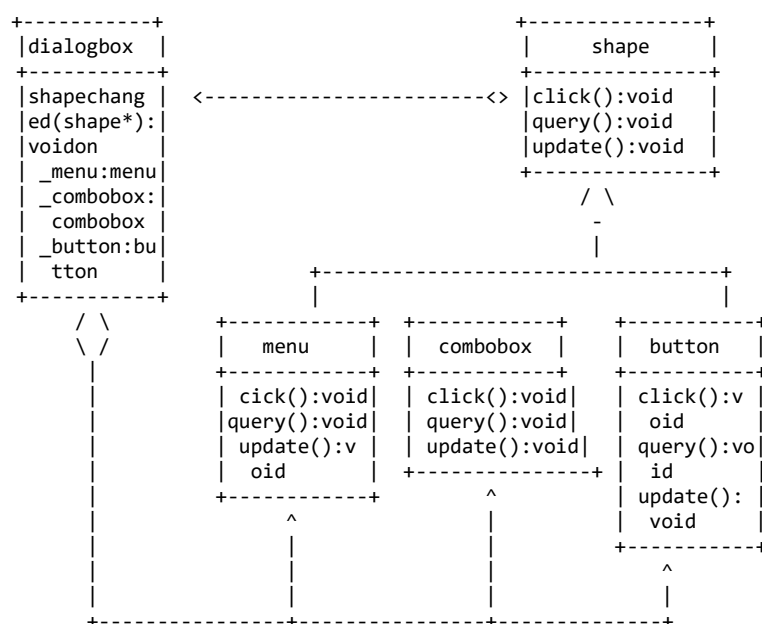 dialogbox
shapechang
ed(shape*):
voidon
_menu:menu
_combobox:
combobox
_button:bu
tton
shape
click():void
query():void
update():void
menu
cick():void
query():void
update():v
oid
combobox
click():void
query():void
update():void
button
click():v
oid
query():vo
id
update():
void